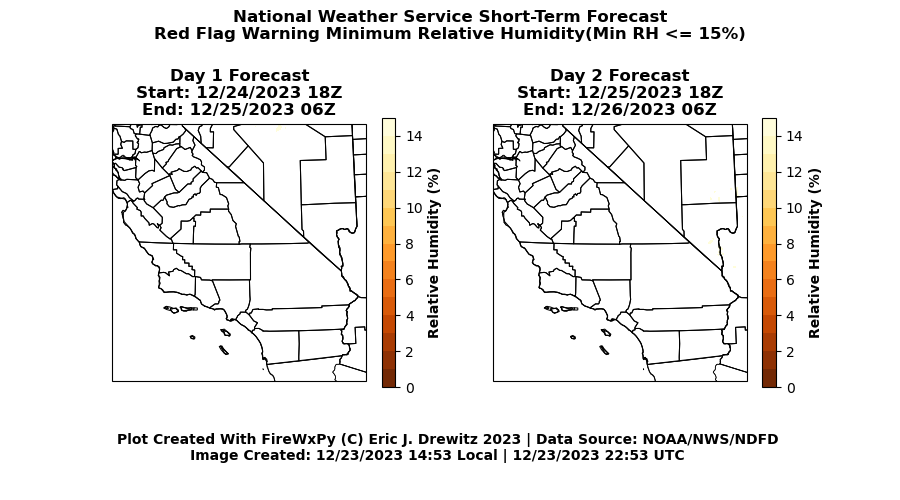 National Weather Service Short-Term Forecast
Red Flag Warning Minimum Relative Humidity(Min RH <= 15%)
Day 1 Forecast
Start: 12/24/2023 18Z
End: 12/25/2023 06Z
14
12
10
8
6
4
2
0
Relative Humidity (%)
Day 2 Forecast
Start: 12/25/2023 18Z
End: 12/26/2023 06Z
14
12
10
8
6
4
2
0
Relative Humidity (%)
Plot Created With FireWxPy (C) Eric J. Drewitz 2023 | Data Source: NOAA/NWS/NDFD
Image Created: 12/23/2023 14:53 Local | 12/23/2023 22:53 UTC